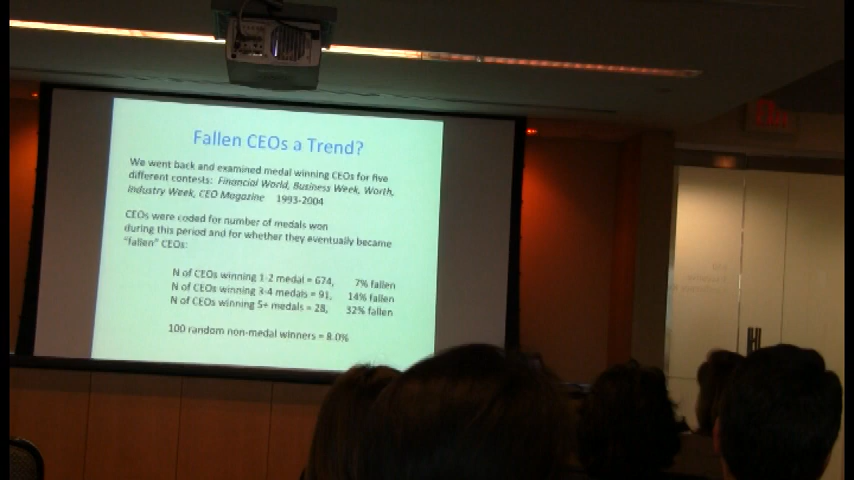 Fallen CEOs a Trend?
We went back and examined medal winning CEOs for five
different contests: Financial World, Business Week, Worth,
Industry Week, CEO Magazine 1993-2004
CEOs were coded for number of medals won
during this period and for whether they eventually became
"fallen" CEOs:
N of CEOs winning 1-2 medal = 674, 7% fallen
N of CEOs winning 3-4 medals = 91, 14% fallen
N of CEOs winning 5+ medals = 28, 32% fallen
100 random non-medal winners = 8.0%